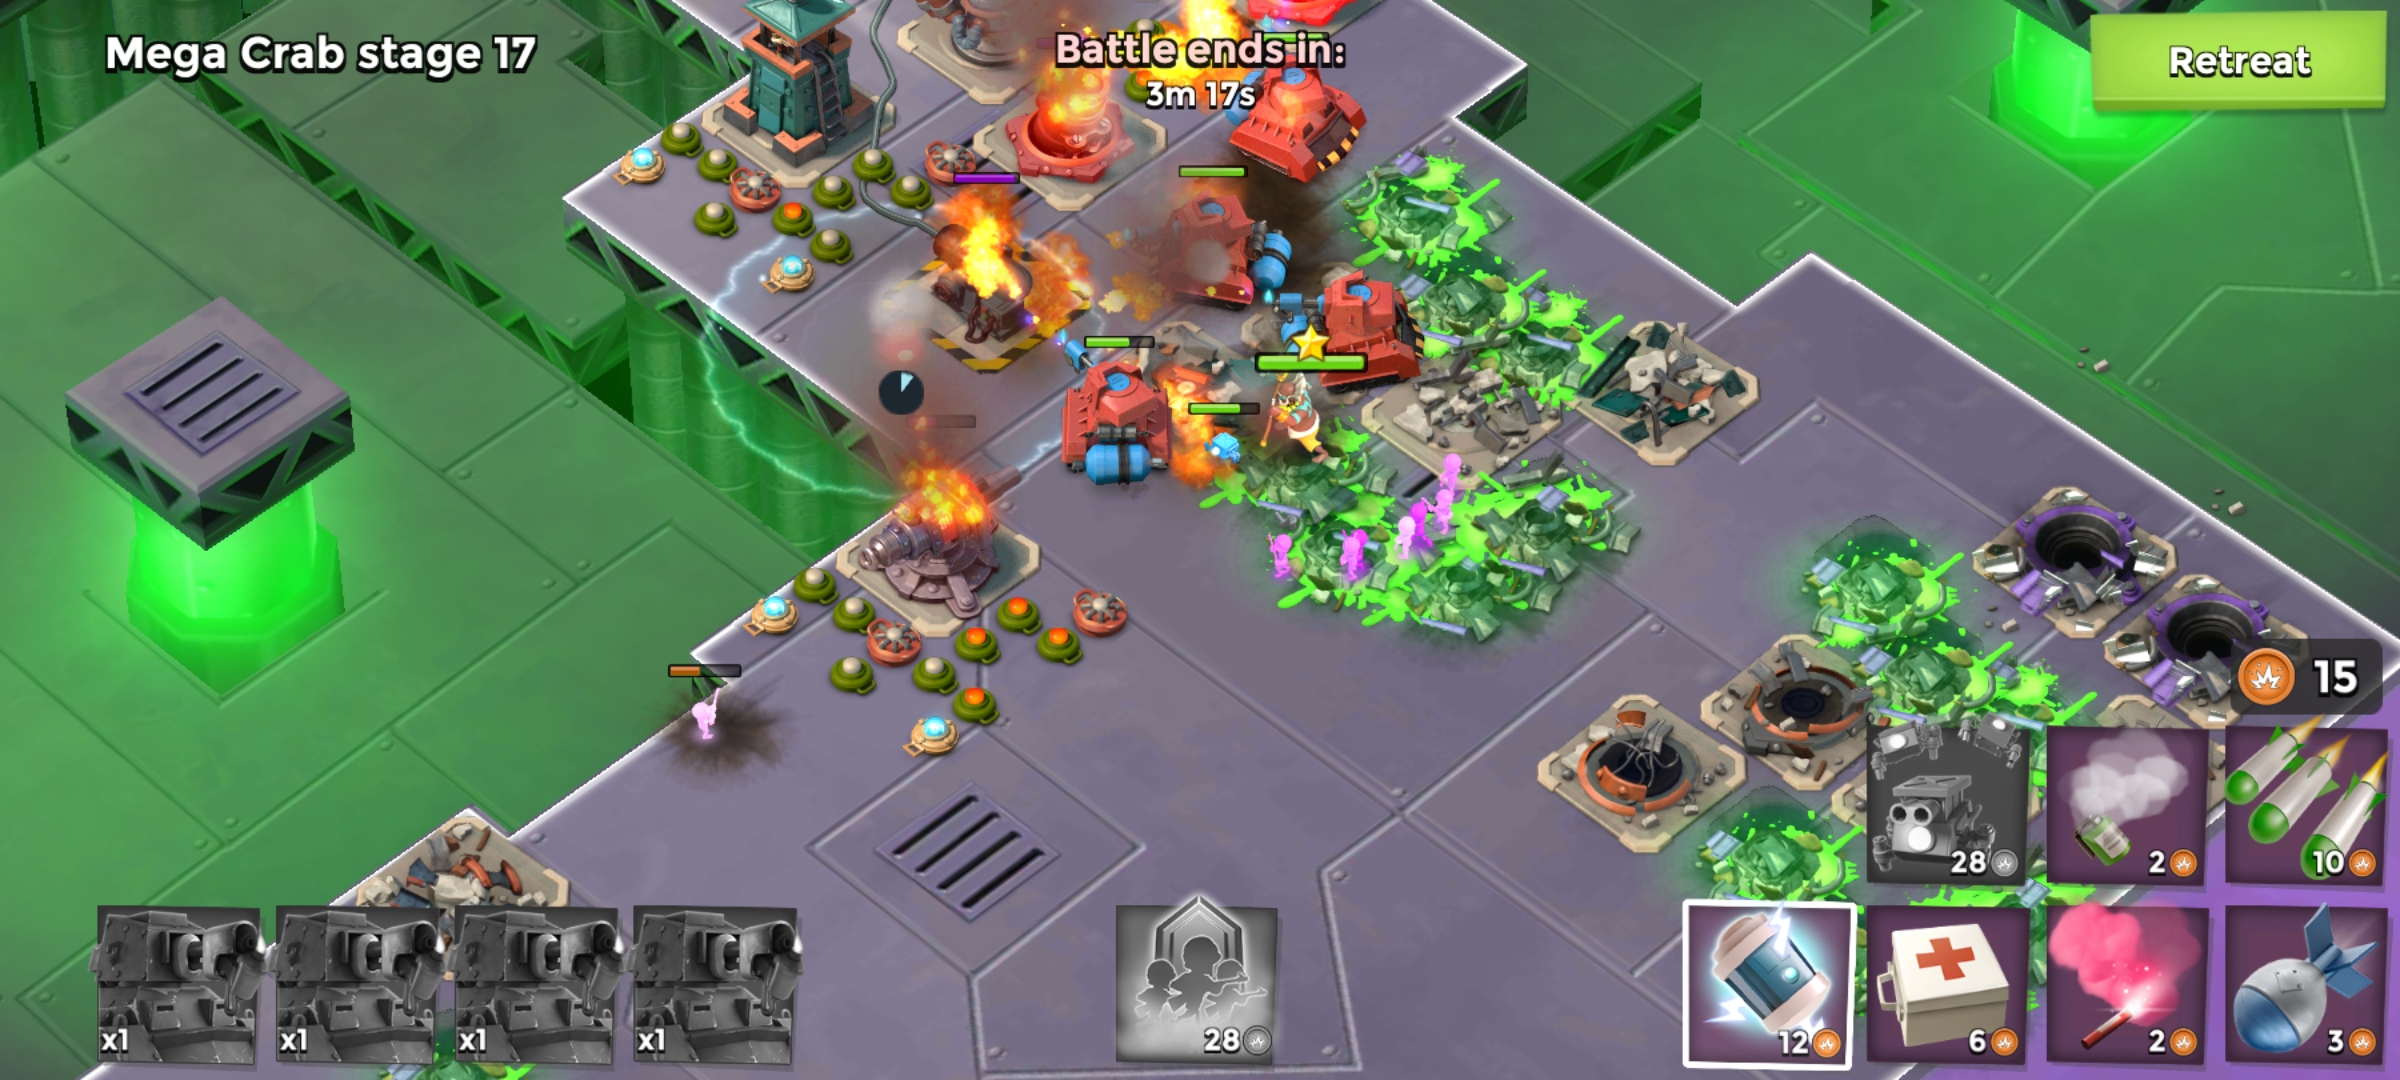 Mega Crab stage 17
Battle ends in:
3m 17s
Retreat
15
28
2
10
x1
x1
x1
x1
28
12
6
2
3